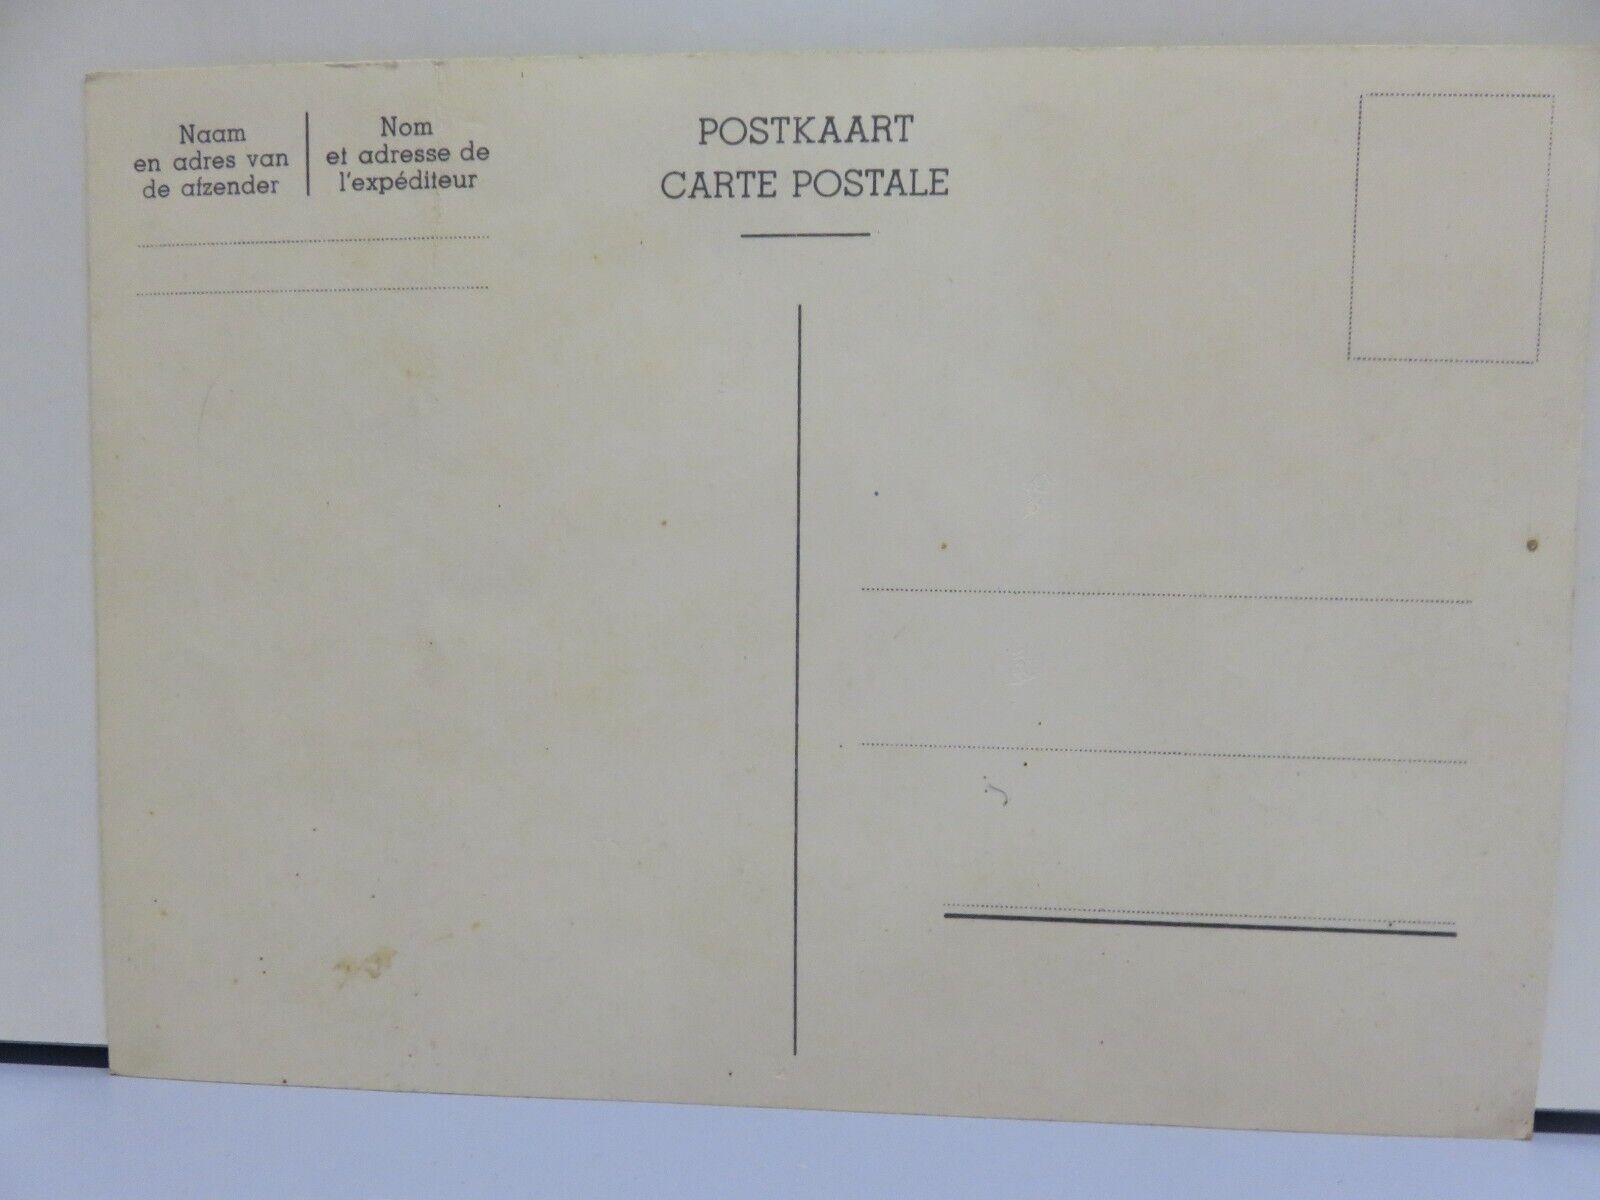 Naam
en adres van
de afzender
Nom
et adresse de
l'expéditeur
POSTKAART
CARTE POSTALE